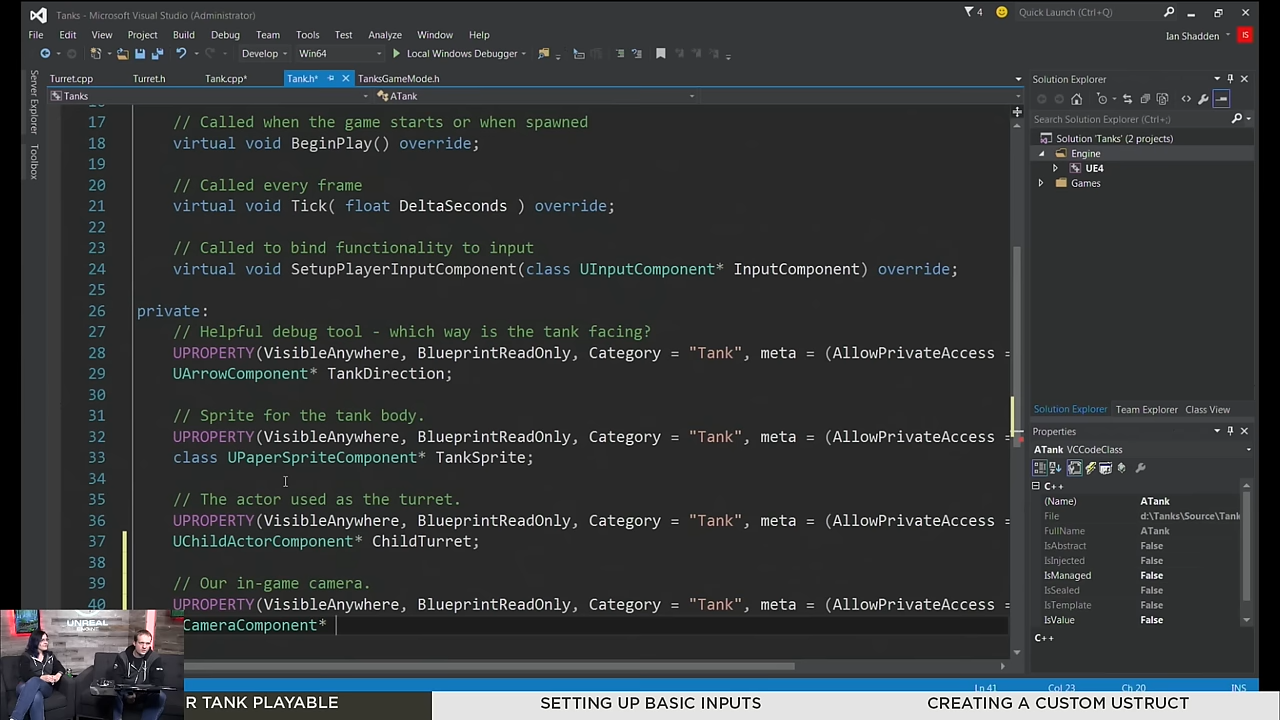 Tanks - Microsoft Visual Studio (Administrator)
4
Quick Launch (Ctrl+Q)
File Edit View Project Build Debug Team Tools Test Analyze Window Help
Ian Shadden
IS
Develop Win64 Local Windows Debugger
Server Explorer
Toolbox
Turret.cpp Turret.h Tank.cpp* Tank.h* TanksGameMode.h
Tanks ATank
17 // Called when the game starts or when spawned
18 virtual void BeginPlay() override;
19
20 // Called every frame
21 virtual void Tick( float DeltaSeconds ) override;
22
23 // Called to bind functionality to input
24 virtual void SetupPlayerInputComponent(class UInputComponent* InputComponent) override;
25
26 private:
27 // Helpful debug tool - which way is the tank facing?
28 UPROPERTY(VisibleAnywhere, BlueprintReadOnly, Category = "Tank", meta = (AllowPrivateAccess =
29 UArrowComponent* TankDirection;
30
31 // Sprite for the tank body.
32 UPROPERTY(VisibleAnywhere, BlueprintReadOnly, Category = "Tank", meta = (AllowPrivateAccess =
33 class UPaperSpriteComponent* TankSprite;
34
35 // The actor used as the turret.
36 UPROPERTY(VisibleAnywhere, BlueprintReadOnly, Category = "Tank", meta = (AllowPrivateAccess =
37 UChildActorComponent* ChildTurret;
38
39 // Our in-game camera.
40 UPROPERTY(VisibleAnywhere, BlueprintReadOnly, Category = "Tank", meta = (AllowPrivateAccess =
CameraComponent*
Solution Explorer
Search Solution Explorer (Ctrl+;)
Solution 'Tanks' (2 projects)
Engine
UE4
Games
Solution Explorer Team Explorer Class View
Properties
ATank VCCodeClass
C++
(Name) ATank
File d:\Tanks\Source\Tank
FullName ATank
IsAbstract False
IsInjected False
IsManaged False
IsSealed False
IsTemplate False
IsValue False
C++
Ln 41 Col 23 Ch 20 INS
UNREAL
R TANK PLAYABLE
SETTING UP BASIC INPUTS
CREATING A CUSTOM USTRUCT